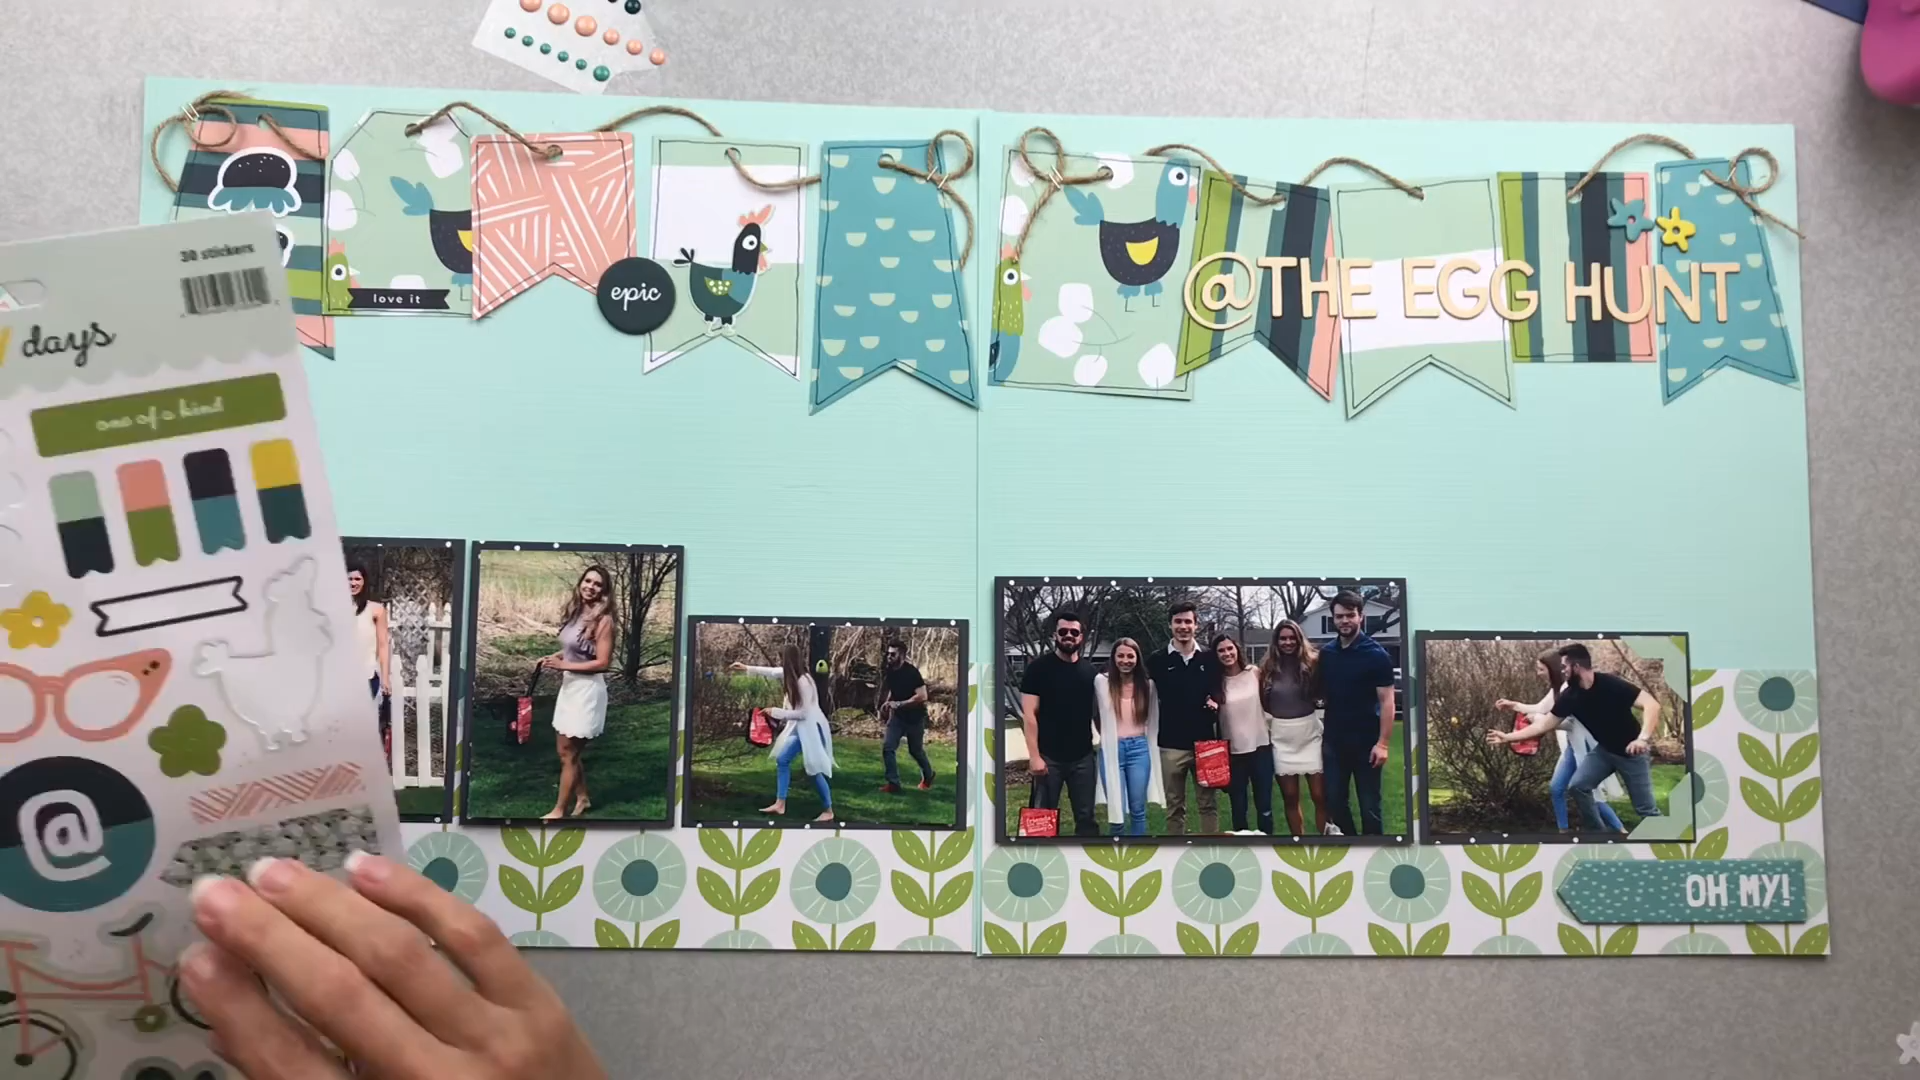 30 stickers
days
one of a kind
@
love it
epic
@THE EGG HUNT
OH MY!